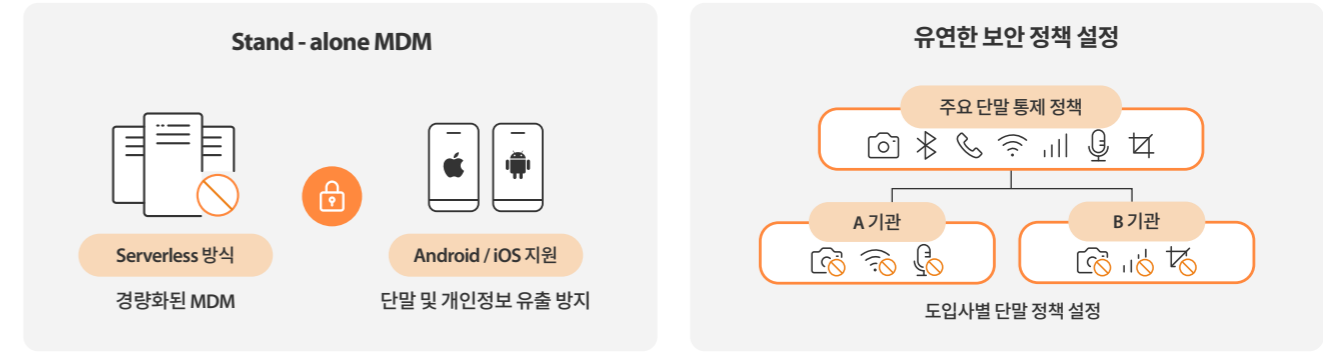 Stand - alone MDM
Serverless 방식
경량화된 MDM
Android / iOS 지원
단말 및 개인정보 유출 방지
유연한 보안 정책 설정
주요 단말 통제 정책
A 기관
B 기관
도입사별 단말 정책 설정